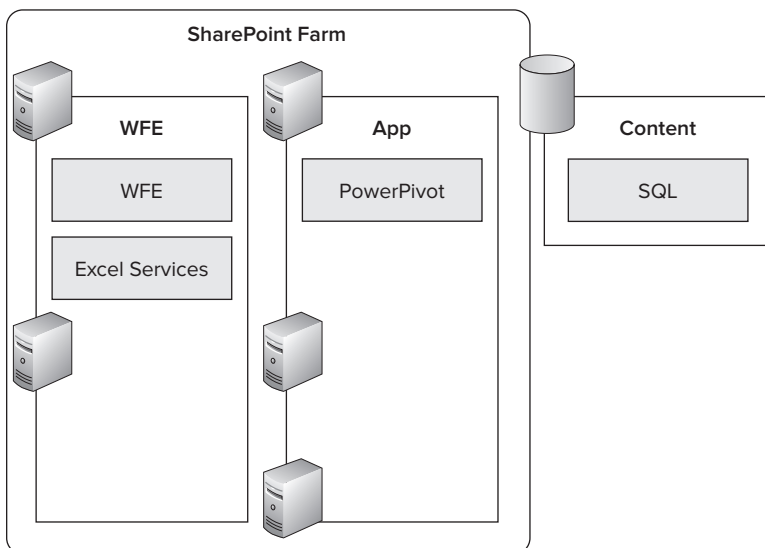 SharePoint Farm
WFE
WFE
Excel Services
App
PowerPivot
Content
SQL